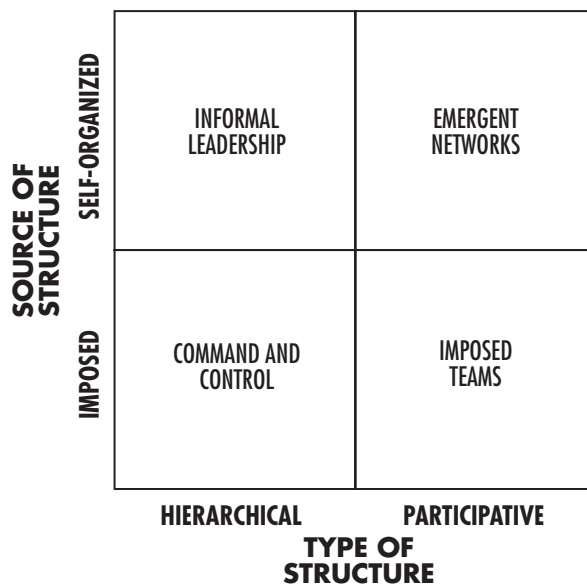 SOURCE OF
STRUCTURE
SELF-ORGANIZED
INFORMAL
LEADERSHIP
EMERGENT
NETWORKS
IMPOSED
COMMAND AND
CONTROL
IMPOSED
TEAMS
HIERARCHICAL
PARTICIPATIVE
TYPE OF
STRUCTURE